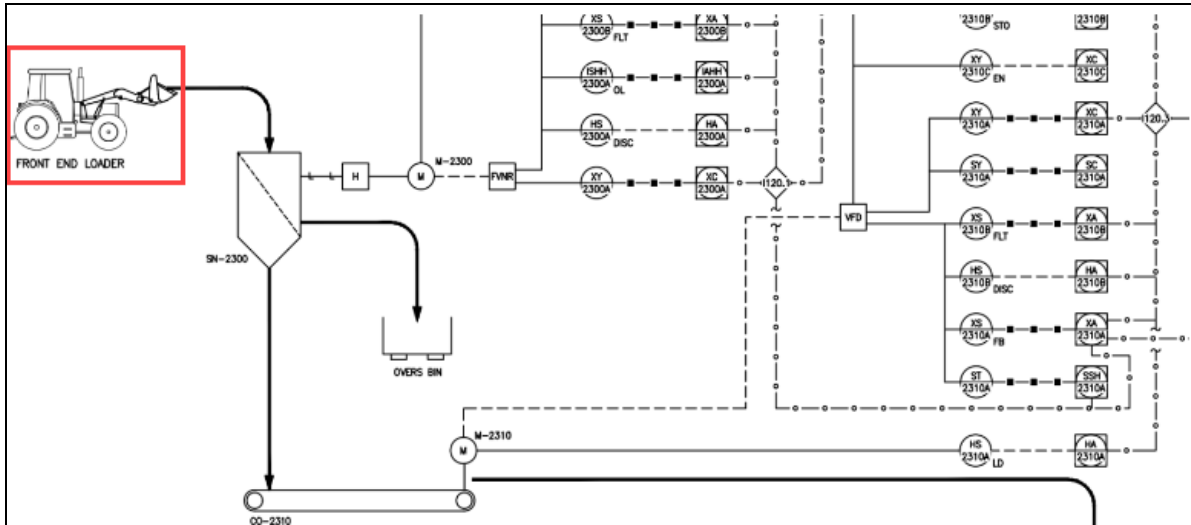 XS
2300B
FLT
XA
2300B
ISHH
2300A
OL
IAHH
2300A
HS
2300A
DISC
HA
2300A
XY
2300A
XC
2300A
I120.1
2310B
STO
2310B
XY
2310C
EN
XC
2310C
XY
2310A
XC
2310A
SY
2310A
SC
2310A
XS
2310B
FLT
XA
2310B
HS
2310B
DISC
HA
2310B
XS
2310A
FB
XA
2310A
ST
2310A
SSH
2310A
HS
2310A
LD
HA
2310A
FRONT END LOADER
H
M
M-2300
FVNR
VFD
SN-2300
OVERS BIN
M
M-2310
CO-2310